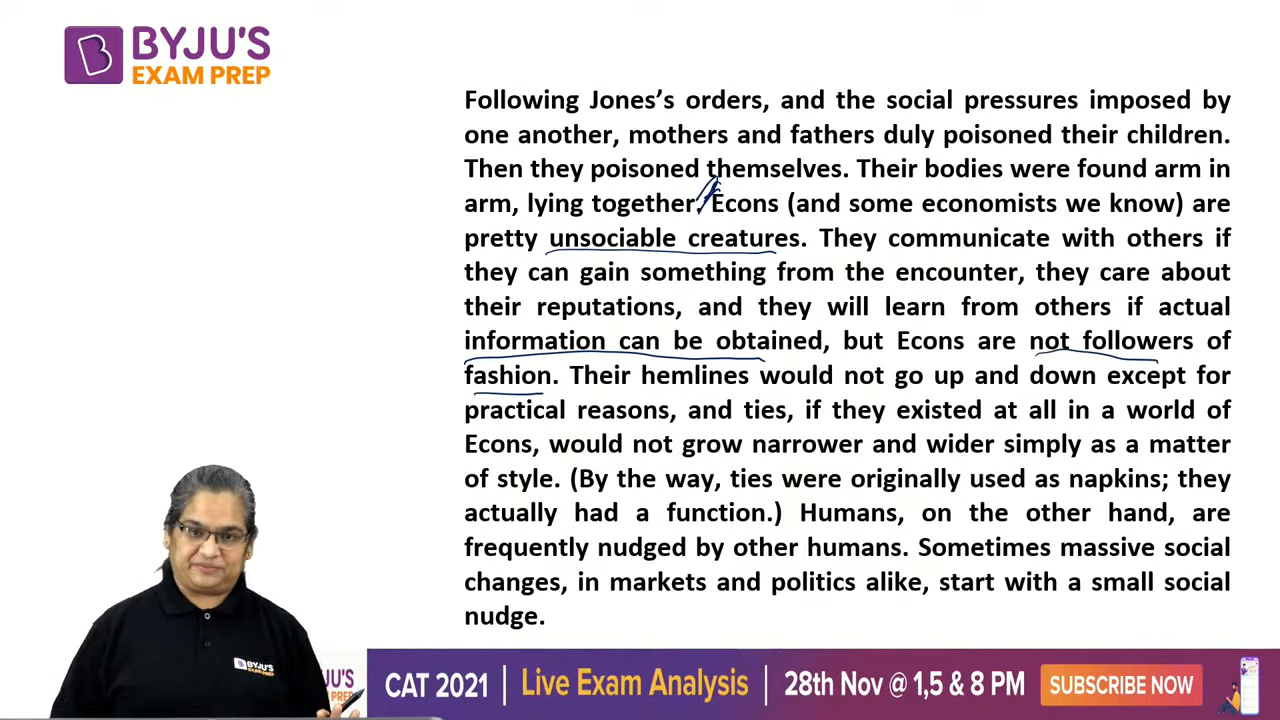 BYJU'S
EXAM PREP
Following Jones's orders, and the social pressures imposed by
one another, mothers and fathers duly poisoned their children.
Then they poisoned themselves. Their bodies were found arm in
arm, lying together. Econs (and some economists we know) are
pretty unsociable creatures. They communicate with others if
they can gain something from the encounter, they care about
their reputations, and they will learn from others if actual
information can be obtained, but Econs are not followers of
fashion. Their hemlines would not go up and down except for
practical reasons, and ties, if they existed at all in a world of
Econs, would not grow narrower and wider simply as a matter
of style. (By the way, ties were originally used as napkins; they
actually had a function.) Humans, on the other hand, are
frequently nudged by other humans. Sometimes massive social
changes, in markets and politics alike, start with a small social
nudge.
BYJU'S
EXAM PREP
JU'S
PREP
CAT 2021 Live Exam Analysis 28th Nov @ 1,5 & 8 PM SUBSCRIBE NOW